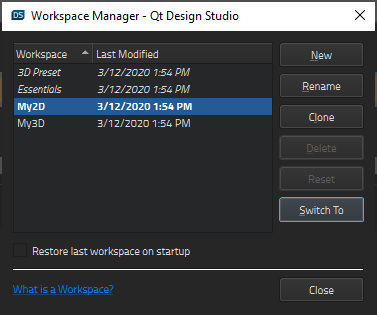 DS Workspace Manager - Qt Design Studio
Workspace Last Modified
3D Preset 3/12/2020 1:54 PM
Essentials 3/12/2020 1:54 PM
My2D 3/12/2020 1:54 PM
My3D 3/12/2020 1:54 PM
New
Rename
Clone
Delete
Reset
Switch To
Restore last workspace on startup
What is a Workspace?
Close